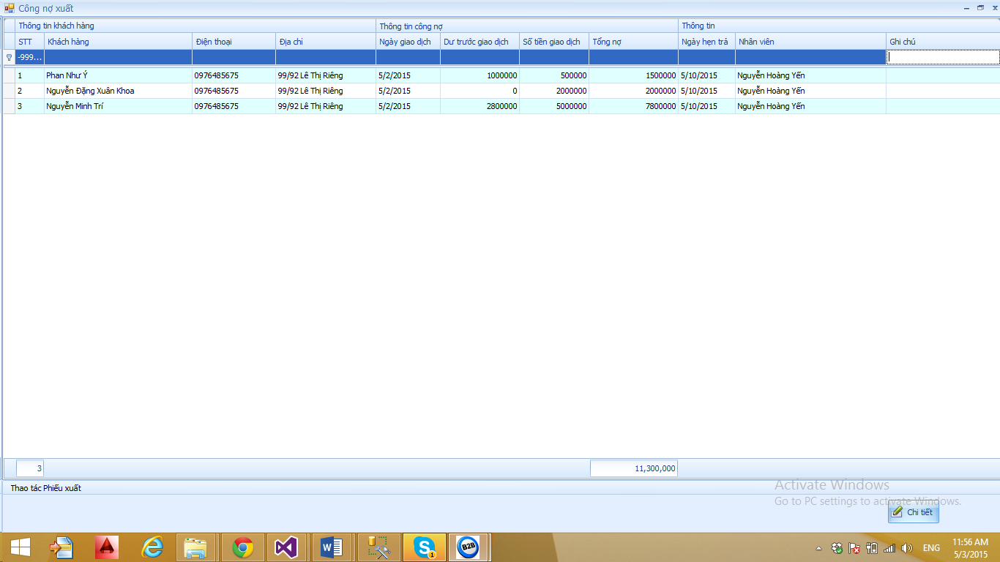 Công nợ xuất
Thông tin khách hàng Thông tin công nợ Thông tin
STT Khách hàng Điện thoại Địa chỉ Ngày giao dịch Dư trước giao dịch Số tiền giao dịch Tổng nợ Ngày hẹn trả Nhân viên Ghi chú
-999...
1 Phan Như Ý 0976485675 99/92 Lê Thị Riêng 5/2/2015 1000000 500000 1500000 5/10/2015 Nguyễn Hoàng Yến
2 Nguyễn Đặng Xuân Khoa 0976485675 99/92 Lê Thị Riêng 5/2/2015 0 2000000 2000000 5/10/2015 Nguyễn Hoàng Yến
3 Nguyễn Minh Trí 0976485675 99/92 Lê Thị Riêng 5/2/2015 2800000 5000000 7800000 5/10/2015 Nguyễn Hoàng Yến
3 11,300,000
Thao tác Phiếu xuất
Activate Windows
Go to PC settings to activate Windows.
Chi tiết
B2B
1
ENG
11:56 AM
5/3/2015